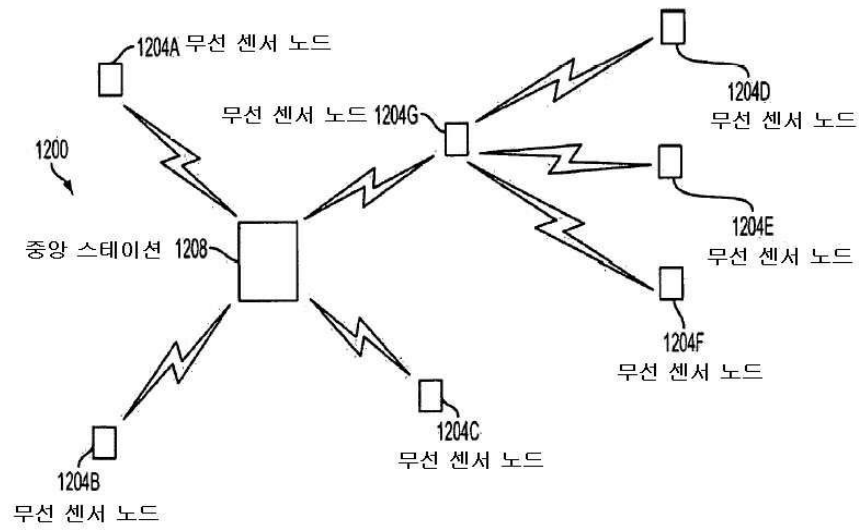 1204A 무선 센서 노드
1204D
무선 센서 노드
무선 센서 노드 1204G
1200
1204E
무선 센서 노드
중앙 스테이션 1208
1204F
무선 센서 노드
1204C
무선 센서 노드
1204B
무선 센서 노드